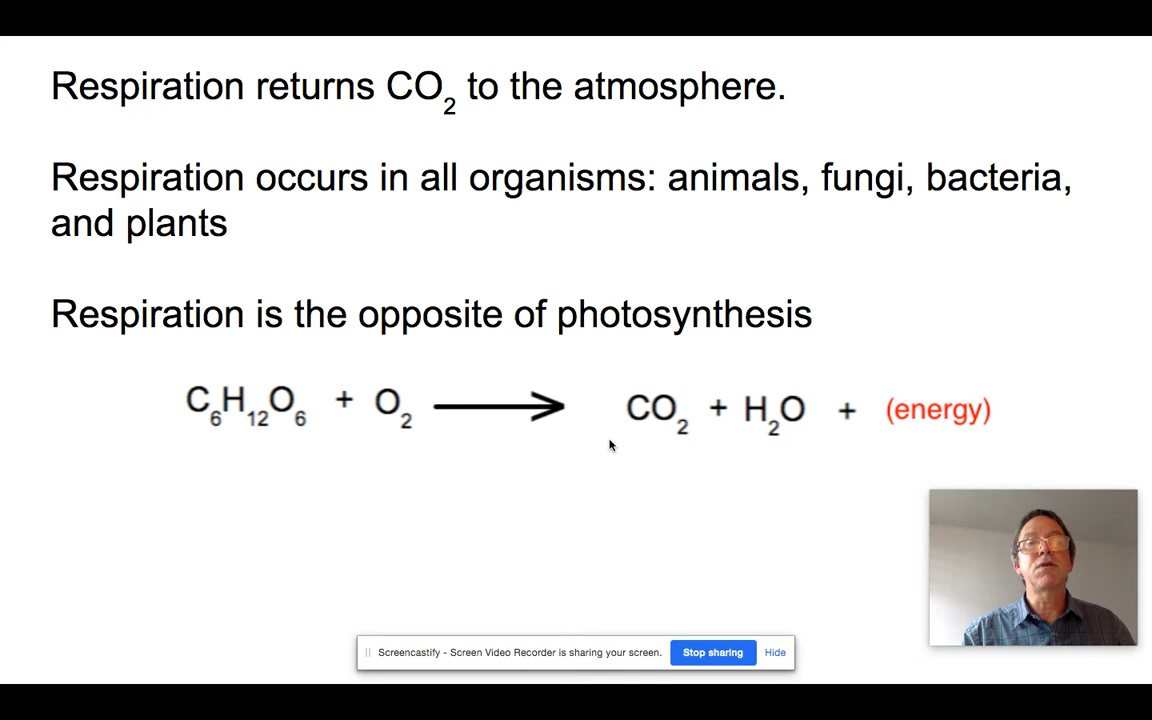 Respiration returns CO₂ to the atmosphere.
Respiration occurs in all organisms: animals, fungi, bacteria,
and plants
Respiration is the opposite of photosynthesis
C₆H₁₂O₆ + O₂ ⟶ CO₂ + H₂O + (energy)
Screencastify - Screen Video Recorder is sharing your screen. Stop sharing Hide